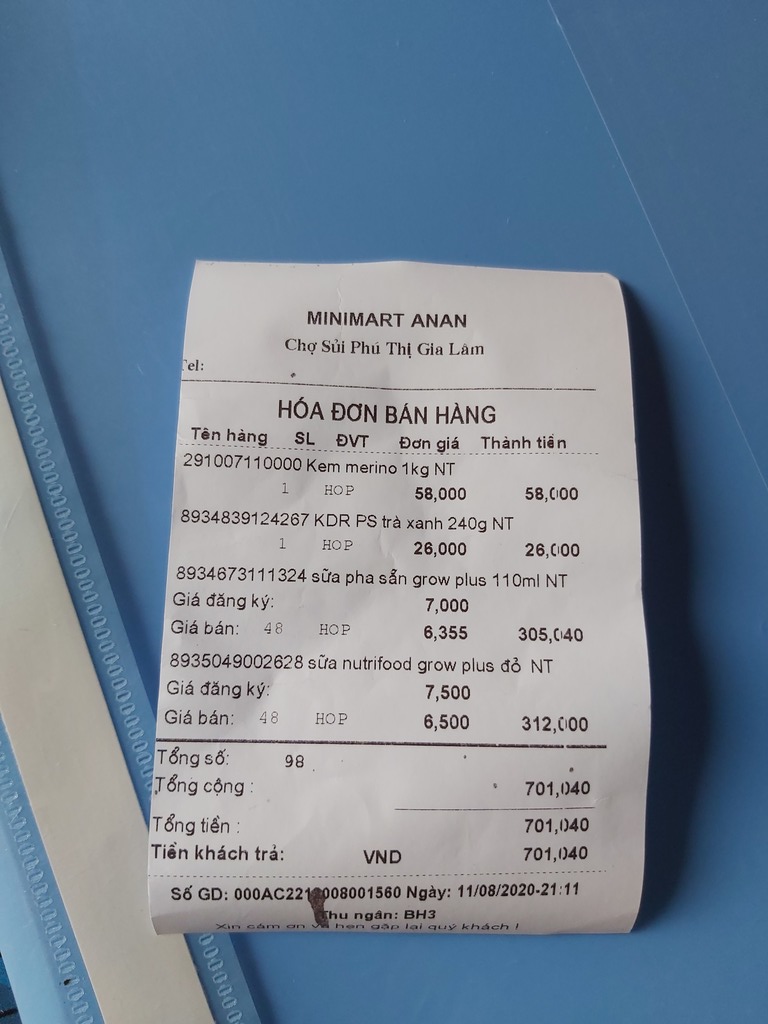 MINIMART ANAN
Chợ Sủi Phú Thị Gia Lâm
Tel:
HÓA ĐƠN BÁN HÀNG
Tên hàng SL ĐVT Đơn giá Thành tiền
291007110000 Kem merino 1kg NT
1 HOP 58,000 58,000
8934839124267 KDR PS trà xanh 240g NT
1 HOP 26,000 26,000
8934673111324 sữa pha sẵn grow plus 110ml NT
Giá đăng ký: 7,000
Giá bán: 48 HOP 6,355 305,040
8935049002628 sữa nutrifood grow plus đỏ NT
Giá đăng ký: 7,500
Giá bán: 48 HOP 6,500 312,000
Tổng số: 98
Tổng cộng : 701,040
Tổng tiền : 701,040
Tiền khách trả: VND 701,040
Số GD: Ngày: 11/08/2020-21:11
Thu ngân: BH3
Xin cám ơn và hẹn gặp lại quý khách !